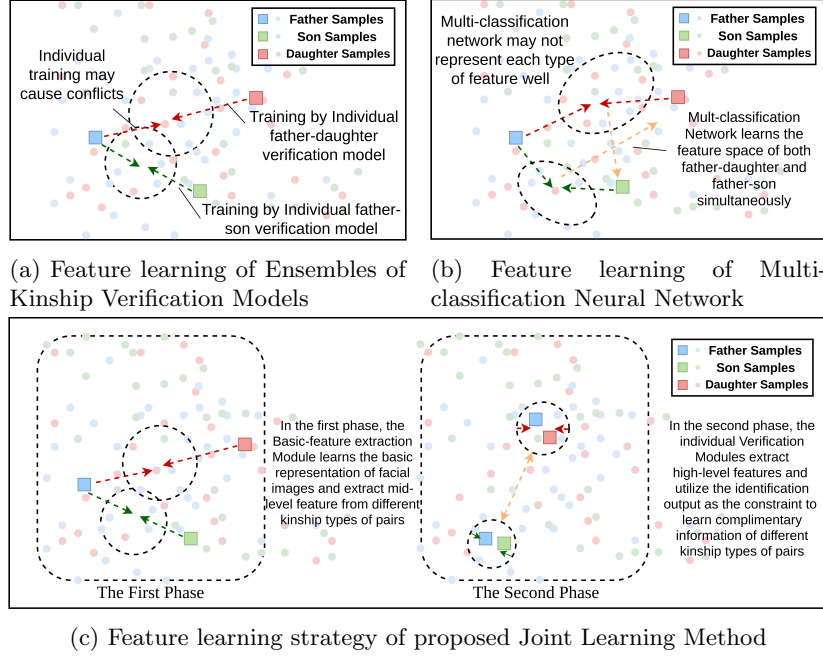 Father Samples
Son Samples
Daughter Samples
Individual
training may
cause conflicts
Training by Individual
father-daughter
verification model
Training by Individual father-
son verification model
(a) Feature learning of Ensembles of
Kinship Verification Models
Multi-classification
network may not
represent each type
of feature well
Father Samples
Son Samples
Daughter Samples
Mult-classification
Network learns the
feature space of both
father-daughter and
father-son
simultaneously
(b) Feature learning of Multi-
classification Neural Network
In the first phase, the
Basic-feature extraction
Module learns the basic
representation of facial
images and extract mid-
level feature from different
kinship types of pairs
The First Phase
Father Samples
Son Samples
Daughter Samples
In the second phase, the
individual Verification
Modules extract
high-level features and
utilize the identification
output as the constraint to
learn complimentary
information of different
kinship types of pairs
The Second Phase
(c) Feature learning strategy of proposed Joint Learning Method